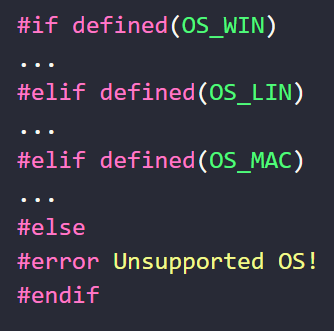 #if defined(OS_WIN)
...
#elif defined(OS_LIN)
...
#elif defined(OS_MAC)
...
#else
#error Unsupported OS!
#endif